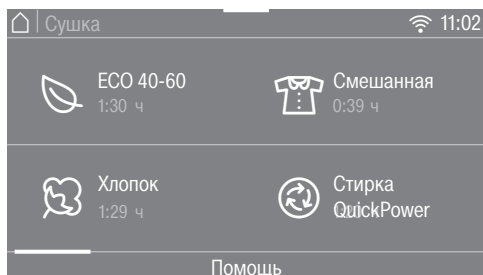 Сушка 11:02
ECO 40-60
1:30 ч
Смешанная
0:39 ч
Хлопок
1:29 ч
Стирка
QuickPower
Помощь